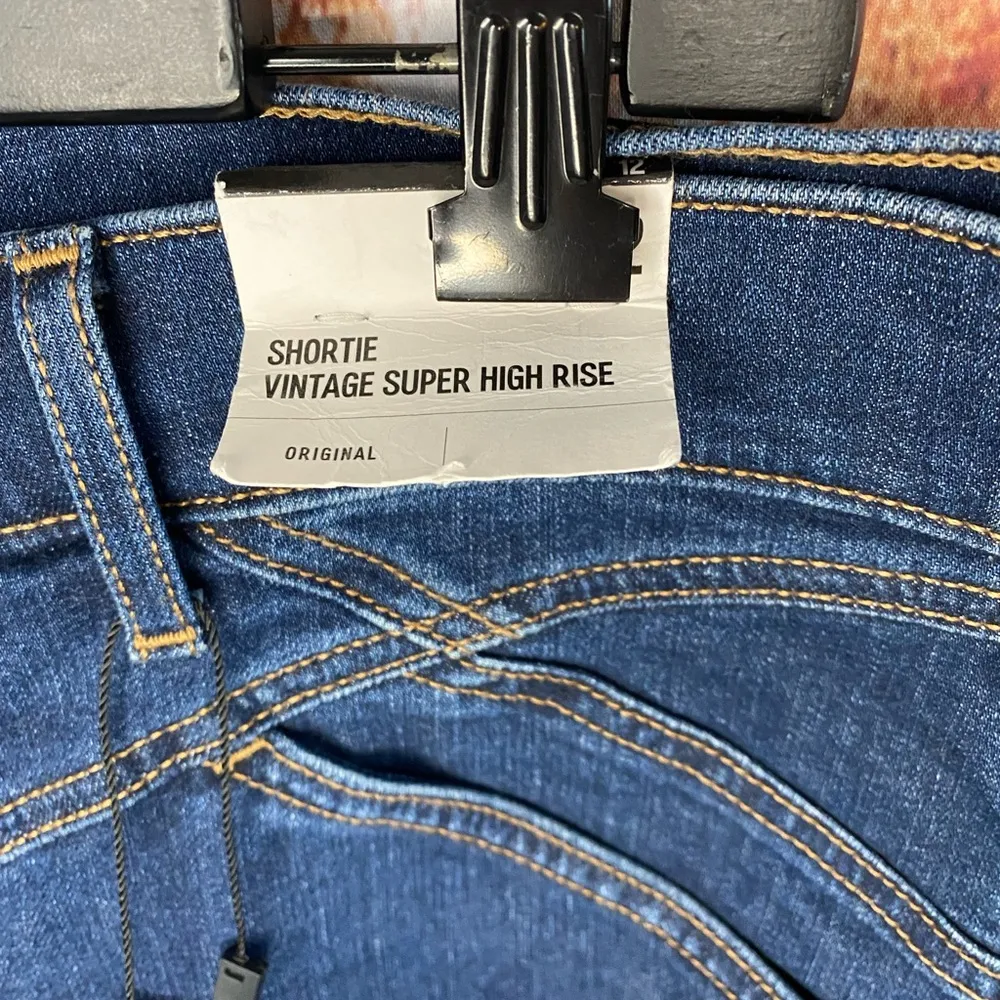 12
SHORTIE
VINTAGE SUPER HIGH RISE
ORIGINAL